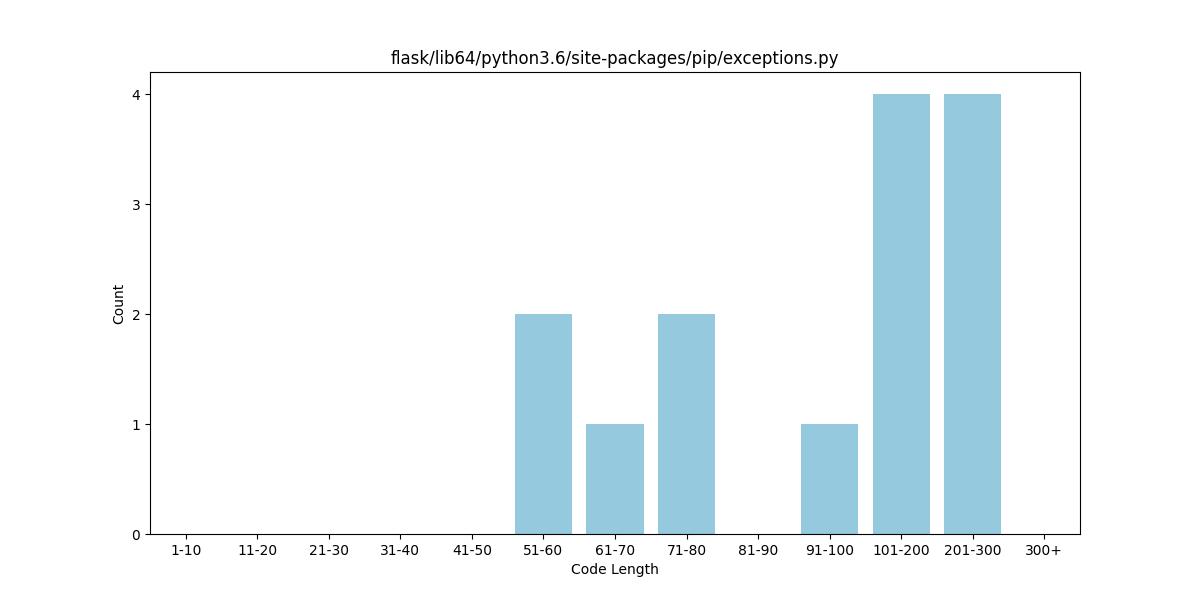 flask/lib64/python3.6/site-packages/pip/exceptions.py
4
3
2
1
0
Count
1-10 11-20 21-30 31-40 41-50 51-60 61-70 71-80 81-90 91-100 101-200 201-300 300+
Code Length